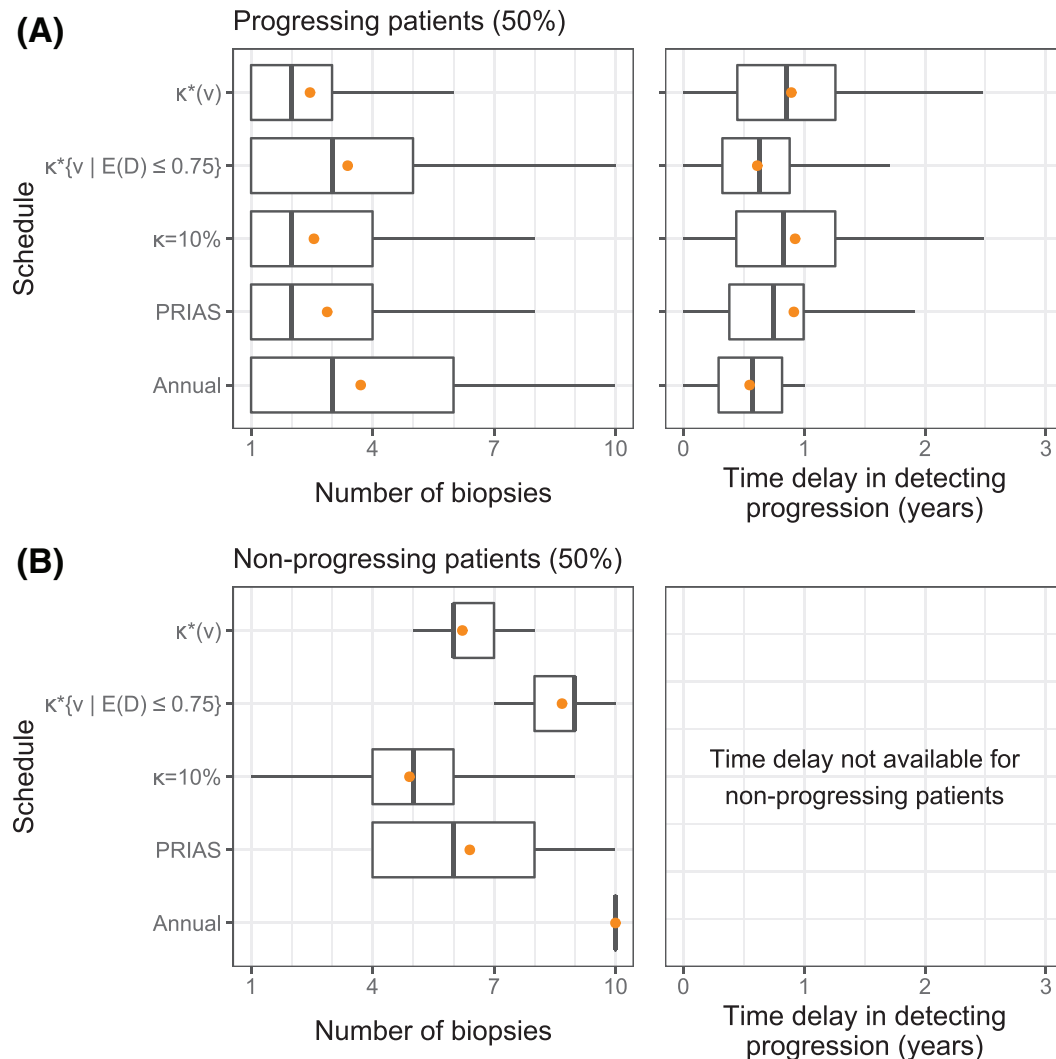 (A)
Progressing patients (50%)
Schedule
κ*(v)
κ*{v | E(D) ≤ 0.75}
κ=10%
PRIAS
Annual
1 4 7 10
Number of biopsies
0 1 2 3
Time delay in detecting
progression (years)
(B)
Non-progressing patients (50%)
Schedule
κ*(v)
κ*{v | E(D) ≤ 0.75}
κ=10%
PRIAS
Annual
1 4 7 10
Number of biopsies
Time delay not available for
non-progressing patients
0 1 2 3
Time delay in detecting
progression (years)